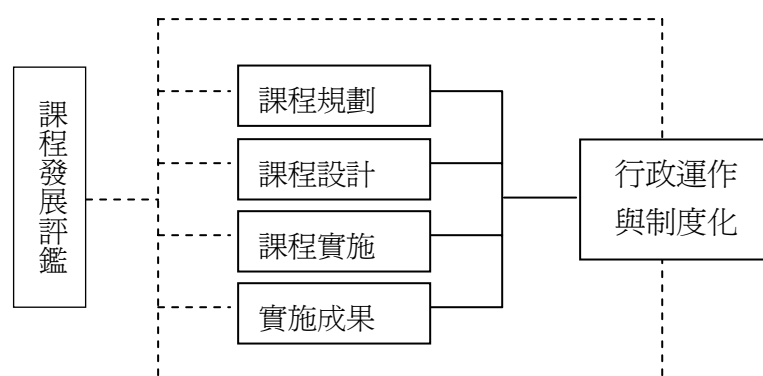 課程發展評鑑
課程規劃
課程設計
課程實施
實施成果
行政運作
與制度化